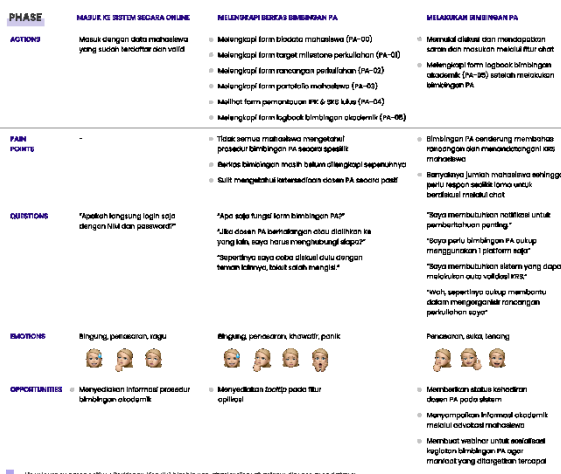 PHASE
MASUK KE SISTEM SECARA ONLINE
MELENGKAPI BERKAS BIMBINGAN PA
MELAKUKAN BIMBINGAN PA
ACTIONS
Masuk dengan data mahasiswa
yang sudah terdaftar dan valid
Melengkapi form biodata mahasiswa (PA-00)
Melengkapi form target milestone perkuliahan (PA-01)
Melengkapi form rancangan perkuliahan (PA-02)
Melengkapi form portofolio mahasiswa (PA-03)
Melihat form pemantauan IPK & SKS lulus (PA-04)
Melengkapi form logbook bimbingan akademik (PA-05)
Memulai diskusi dan mendapatkan
saran dan masukan melalui fitur chat
Melengkapi form logbook bimbingan
akademik (PA-05) setelah melakukan
bimbingan PA
PAIN
POINTS
-
Tidak semua mahasiswa mengetahui
prosedur bimbingan PA secara spesifik
Berkas bimbingan masih belum dilengkapi sepenuhnya
Sulit mengetahui ketersediaan dosen PA secara pasti
Bimbingan PA cenderung membahas
rancangan dan menandatangani KRS
mahasiswa
Banyaknya jumlah mahasiswa sehingga
perlu respon sedikit lama untuk
berdiskusi melalui chat
QUESTIONS
"Apakah langsung login saja
dengan NIM dan password?"
"Apa saja fungsi form bimbingan PA?"
"Jika dosen PA berhalangan atau dialihkan ke
yang lain, saya harus menghubungi siapa?"
"Sepertinya saya coba diskusi dulu dengan
teman lainnya, takut salah mengisi."
"Saya membutuhkan notifikasi untuk
pemberitahuan penting."
"Saya perlu bimbingan PA cukup
menggunakan 1 platform saja"
"Saya membutuhkan sistem yang dapa
melakukan auto validasi KRS."
"Wah, sepertinya cukup membantu
dalam mengorganisir rancangan
perkuliahan saya"
EMOTIONS
Bingung, penasaran, ragu
Bingung, penasaran, khawatir, panik
Penasaran, suka, tenang
OPPORTUNITIES
Menyediakan informasi prosedur
bimbingan akademik
Menyediakan tooltip pada fitur
aplikasi
Memberikan status kehadiran
dosen PA pada sistem
Menyampaikan informasi akademik
melalui advokasi mahasiswa
Membuat webinar untuk sosialisasi
kegiatan bimbingan PA agar
manfaat yang ditargetkan tercapai